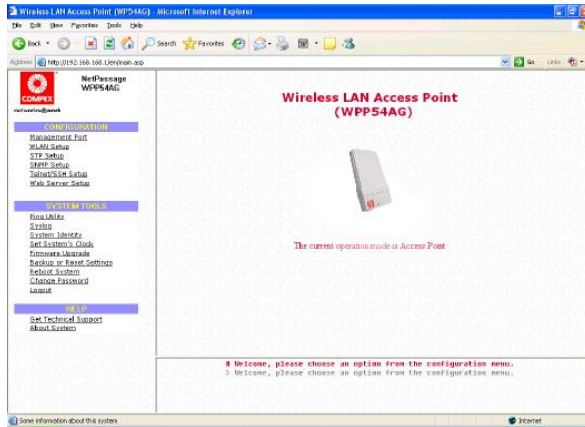 Wireless LAN Access Point (WP54AG) - Microsoft Internet Explorer
File Edit View Favorites Tools Help
Back Search Favorites
Address http://192.168.168.1/en/main.asp Go Links
COMPEX
networks@work
NetPassage
WPP54AG
CONFIGURATION
Management Port
WLAN Setup
STP Setup
SNMP Setup
Telnet/SSH Setup
Web Server Setup
SYSTEM TOOLS
Ping Utility
Syslog
System Identity
Set System's Clock
Firmware Upgrade
Backup or Reset Settings
Reboot System
Change Password
Logout
HELP
Get Technical Support
About System
Wireless LAN Access Point
(WPP54AG)
The current operation mode is Access Point
# Welcome, please choose an option from the configuration menu.
> Welcome, please choose an option from the configuration menu.
Some information about this system
Internet